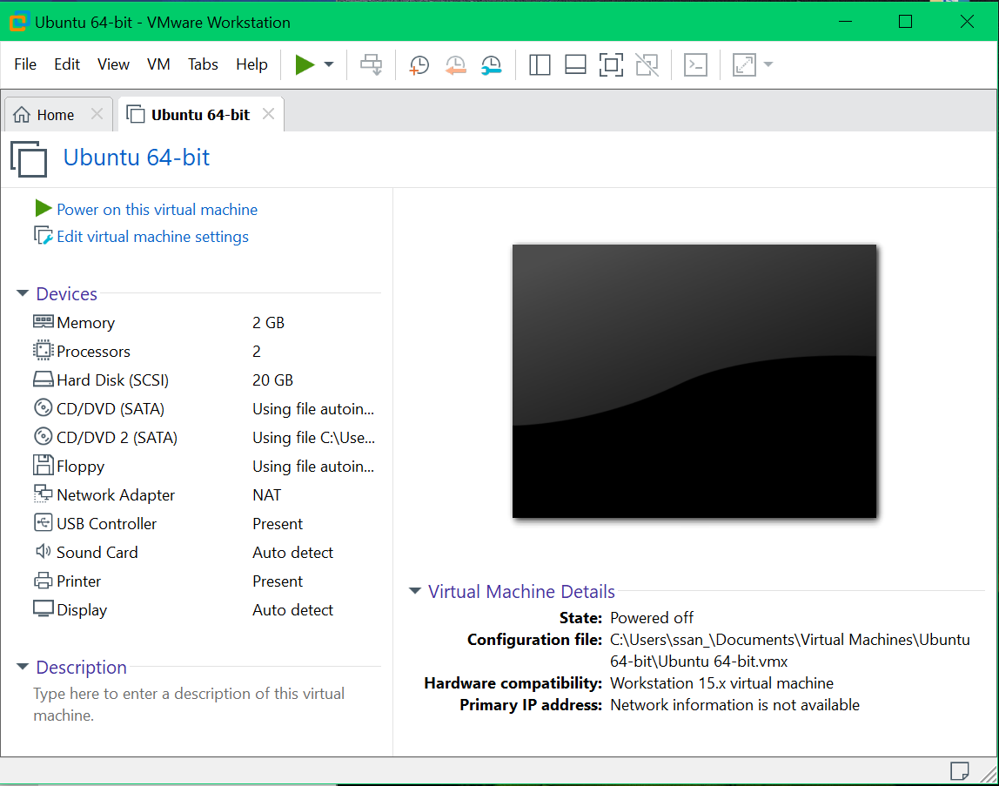 Ubuntu 64-bit - VMware Workstation
File Edit View VM Tabs Help
Home Ubuntu 64-bit
Ubuntu 64-bit
Power on this virtual machine
Edit virtual machine settings
Devices
Memory 2 GB
Processors 2
Hard Disk (SCSI) 20 GB
CD/DVD (SATA) Using file autoin...
CD/DVD 2 (SATA) Using file C:\Use...
Floppy Using file autoin...
Network Adapter NAT
USB Controller Present
Sound Card Auto detect
Printer Present
Display Auto detect
Description
Type here to enter a description of this virtual
machine.
Virtual Machine Details
State: Powered off
Configuration file: C:\Users\ssan_\Documents\Virtual Machines\Ubuntu
64-bit\Ubuntu 64-bit.vmx
Hardware compatibility: Workstation 15.x virtual machine
Primary IP address: Network information is not available